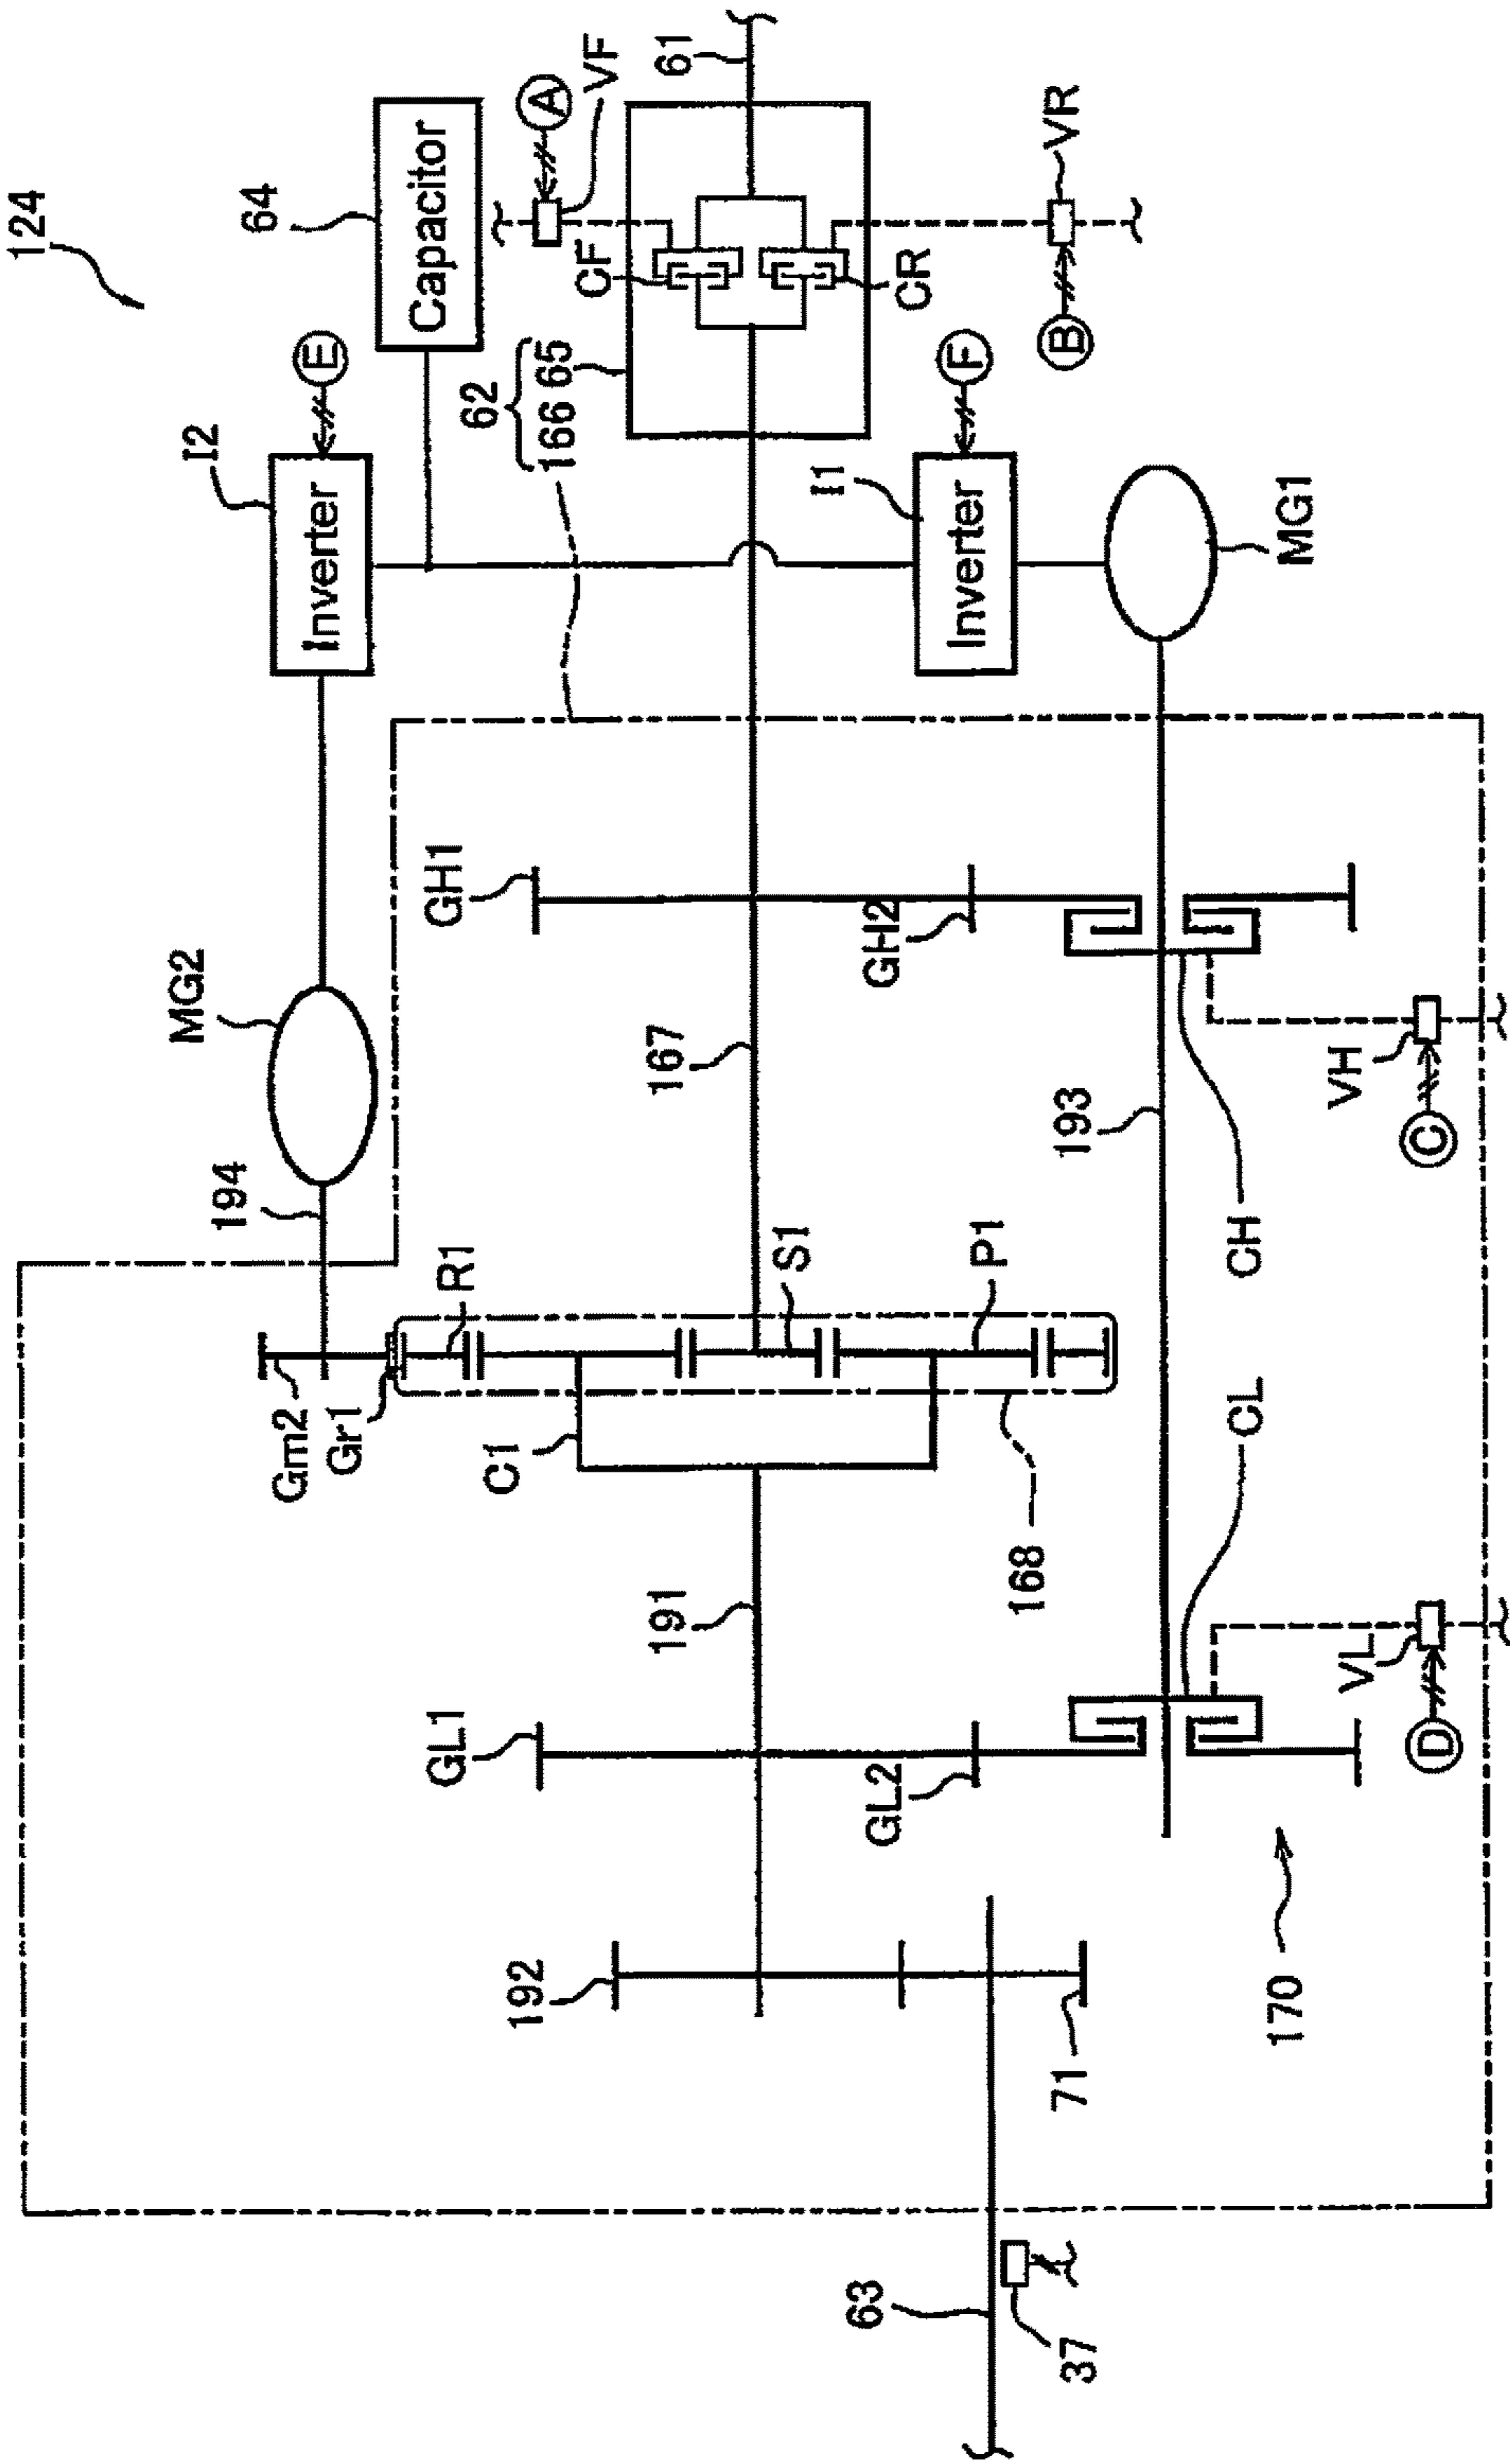 124
64
Capacitor
A
VF
61
I2
Inverter
E
62
166
65
CF
CR
VR
B
I1
Inverter
F
MG1
MG2
194
GH1
GH2
167
193
CH
VH
C
Gm2
Gr1
R1
C1
S1
P1
168
191
GL1
GL2
CL
VL
D
192
71
170
63
37